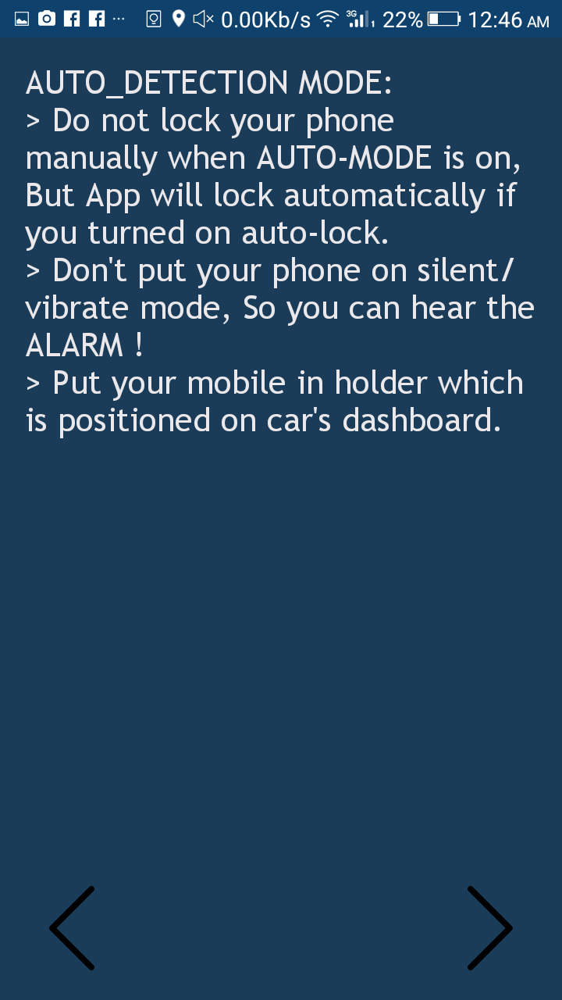 0.00Kb/s 3G 22% 12:46 AM
AUTO_DETECTION MODE:
> Do not lock your phone
manually when AUTO-MODE is on,
But App will lock automatically if
you turned on auto-lock.
> Don't put your phone on silent/
vibrate mode, So you can hear the
ALARM !
> Put your mobile in holder which
is positioned on car's dashboard.